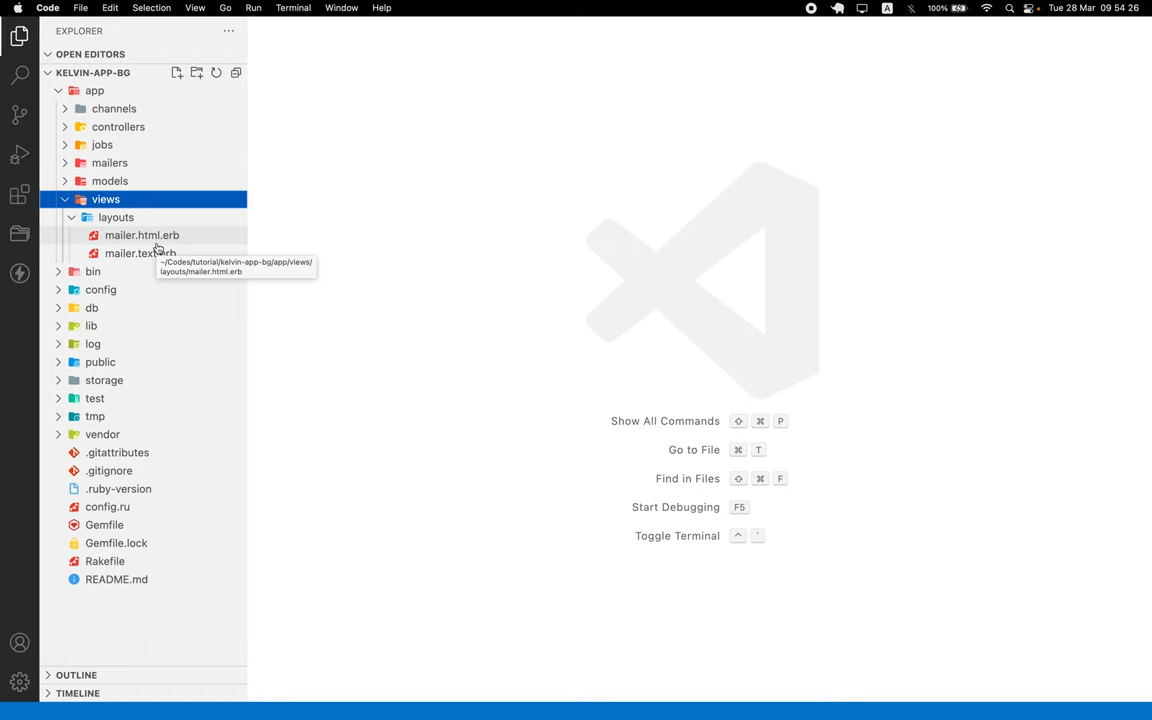 Code File Edit Selection View Go Run Terminal Window Help A 100% Tue 28 Mar 09 54 26
EXPLORER
OPEN EDITORS
KELVIN-APP-BG
app
channels
controllers
jobs
mailers
models
views
layouts
mailer.html.erb
mailer.text.erb
~/Codes/tutorial/kelvin-app-bg/app/views/
layouts/mailer.html.erb
bin
config
db
lib
log
public
storage
test
tmp
vendor
.gitattributes
.gitignore
.ruby-version
config.ru
Gemfile
Gemfile.lock
Rakefile
README.md
OUTLINE
TIMELINE
Show All Commands ⇧ ⌘ P
Go to File ⌘ T
Find in Files ⇧ ⌘ F
Start Debugging F5
Toggle Terminal ^ `